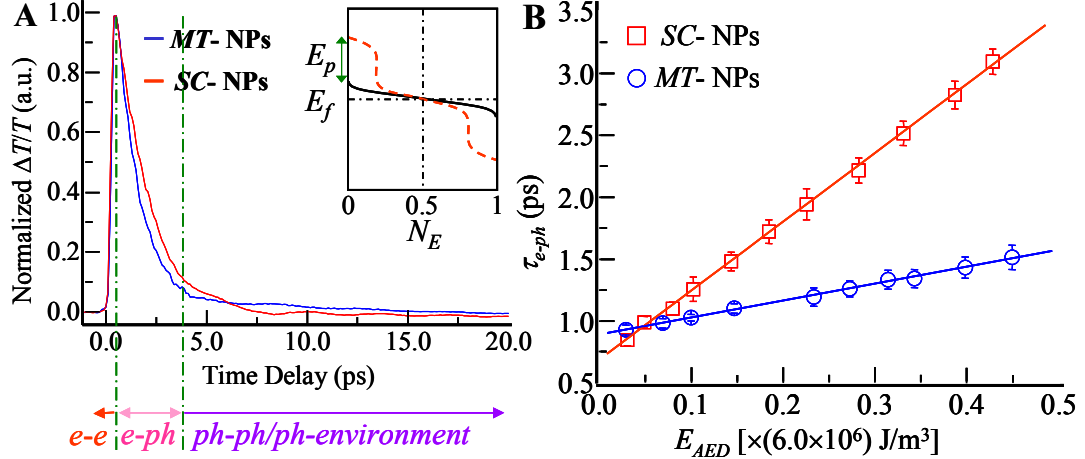 A
Normalized ΔT/T (a.u.)
1.0
0.8
0.6
0.4
0.2
0.0
MT- NPs
SC- NPs
E_p
E_f
0
0.5
1
N_E
0.0
5.0
10.0
15.0
20.0
Time Delay (ps)
e-e
e-ph
ph-ph/ph-environment
B
τ_e-ph (ps)
3.5
3.0
2.5
2.0
1.5
1.0
0.5
SC- NPs
MT- NPs
0.0
0.1
0.2
0.3
0.4
0.5
E_AED [×(6.0×10⁶) J/m³]